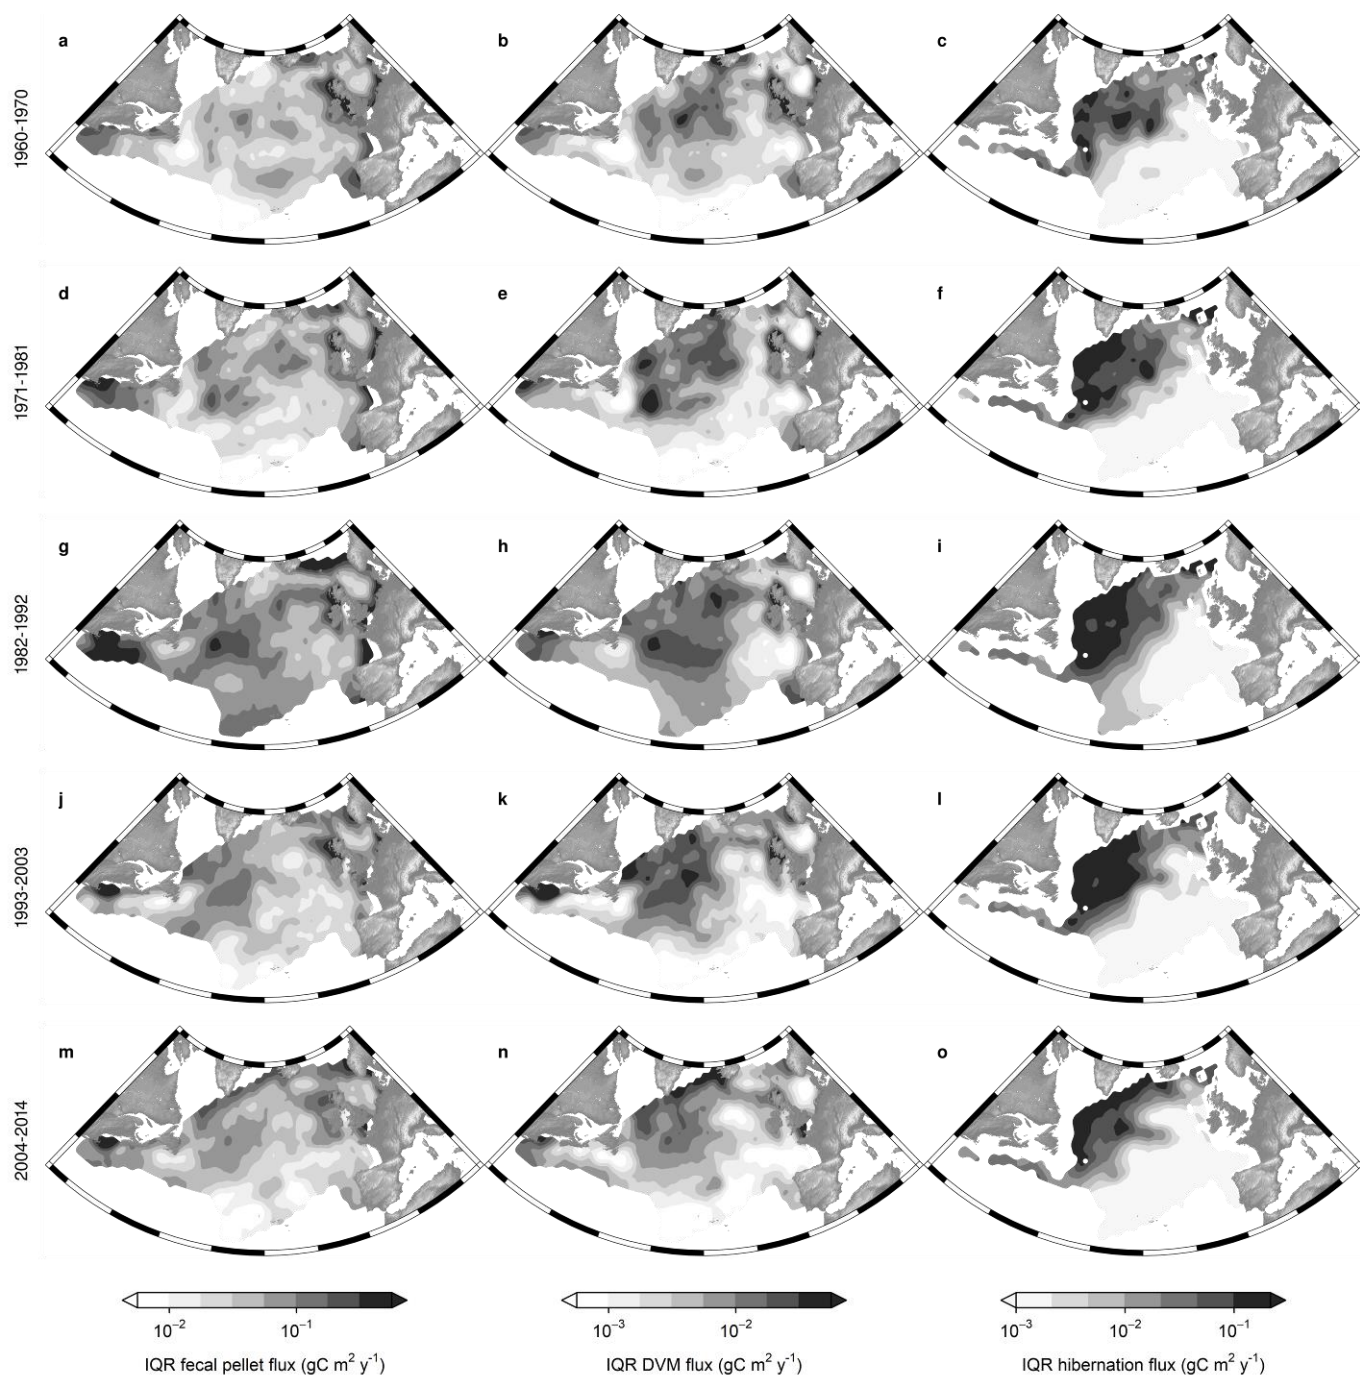 a b c
1960-1970
d e f
1971-1981
g h i
1982-1992
j k l
1993-2003
m n o
2004-2014
10⁻² 10⁻¹ 10⁻³ 10⁻² 10⁻³ 10⁻² 10⁻¹
IQR fecal pellet flux (gC m² y⁻¹) IQR DVM flux (gC m² y⁻¹) IQR hibernation flux (gC m² y⁻¹)